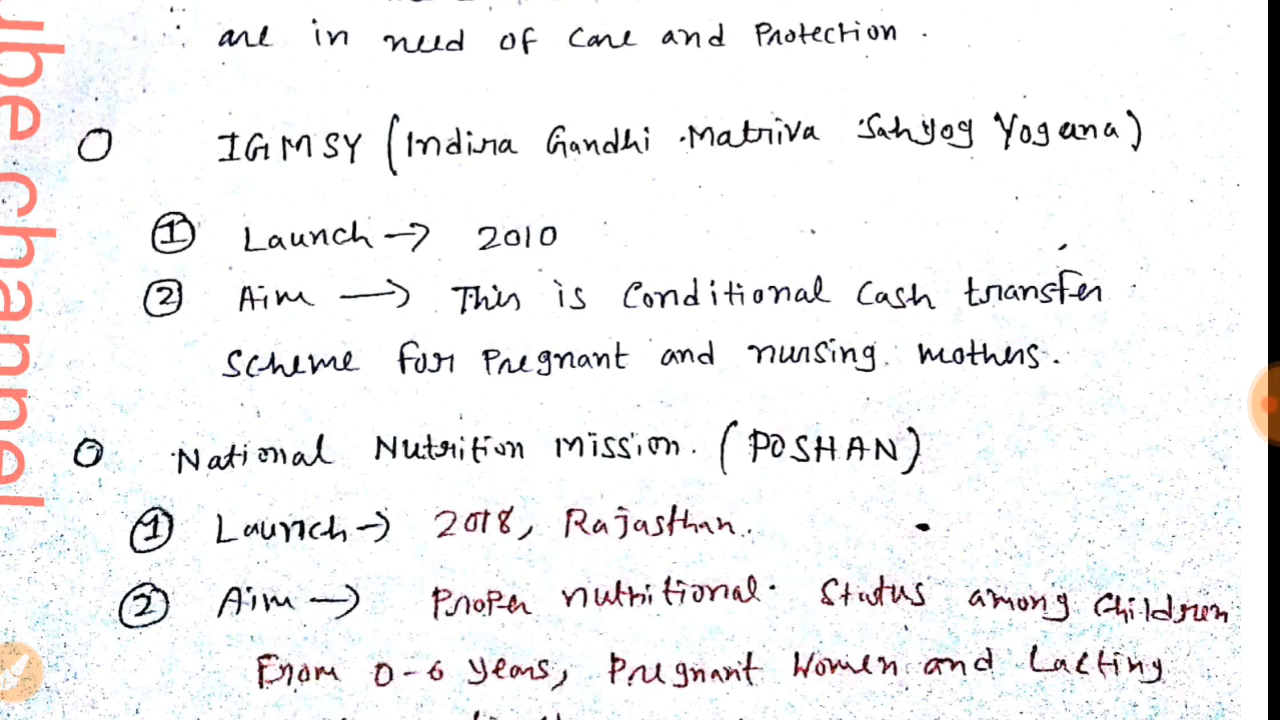 are in need of Care and Protection.
O IGMSY (Indira Gandhi Matriva Sahyog Yogana)
① Launch → 2010
② Aim → This is Conditional Cash transfer
Scheme for Pregnant and nursing mothers.
O National Nutrition Mission. (POSHAN)
① Launch → 2018, Rajasthan.
② Aim → Proper nutritional Status among Children
From 0-6 years, Pregnant Women and Lacting
ube channel